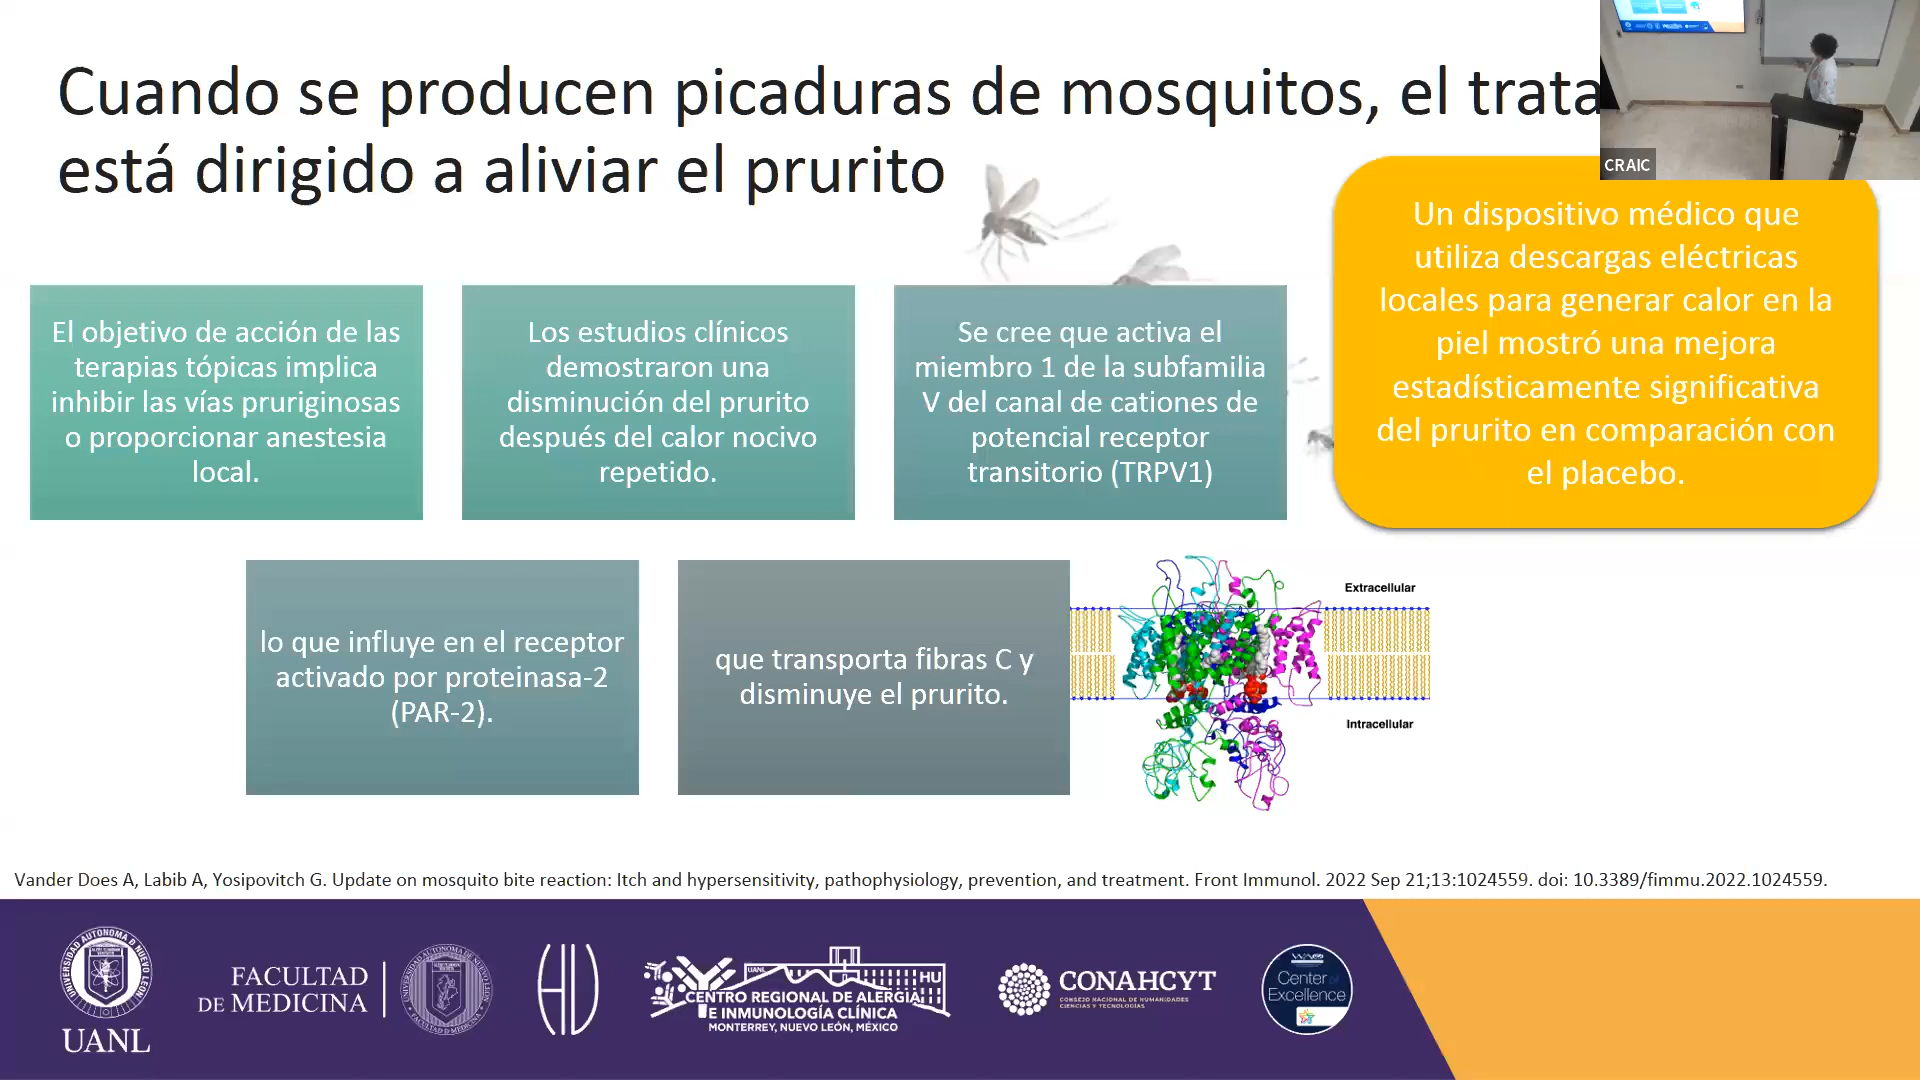 Cuando se producen picaduras de mosquitos, el trata
está dirigido a aliviar el prurito
CRAIC
El objetivo de acción de las
terapias tópicas implica
inhibir las vías pruriginosas
o proporcionar anestesia
local.
Los estudios clínicos
demostraron una
disminución del prurito
después del calor nocivo
repetido.
Se cree que activa el
miembro 1 de la subfamilia
V del canal de cationes de
potencial receptor
transitorio (TRPV1)
Un dispositivo médico que
utiliza descargas eléctricas
locales para generar calor en la
piel mostró una mejora
estadísticamente significativa
del prurito en comparación con
el placebo.
lo que influye en el receptor
activado por proteinasa-2
(PAR-2).
que transporta fibras C y
disminuye el prurito.
Extracellular
Intracellular
Vander Does A, Labib A, Yosipovitch G. Update on mosquito bite reaction: Itch and hypersensitivity, pathophysiology, prevention, and treatment. Front Immunol. 2022 Sep 21;13:1024559. doi: 10.3389/fimmu.2022.1024559.
UANL
FACULTAD
DE MEDICINA
UANL
HU
CENTRO REGIONAL DE ALERGIA
E INMUNOLOGÍA CLÍNICA
MONTERREY, NUEVO LEÓN, MÉXICO
CONAHCYT
CONSEJO NACIONAL DE HUMANIDADES
CIENCIAS Y TECNOLOGÍAS
Center of
Excellence